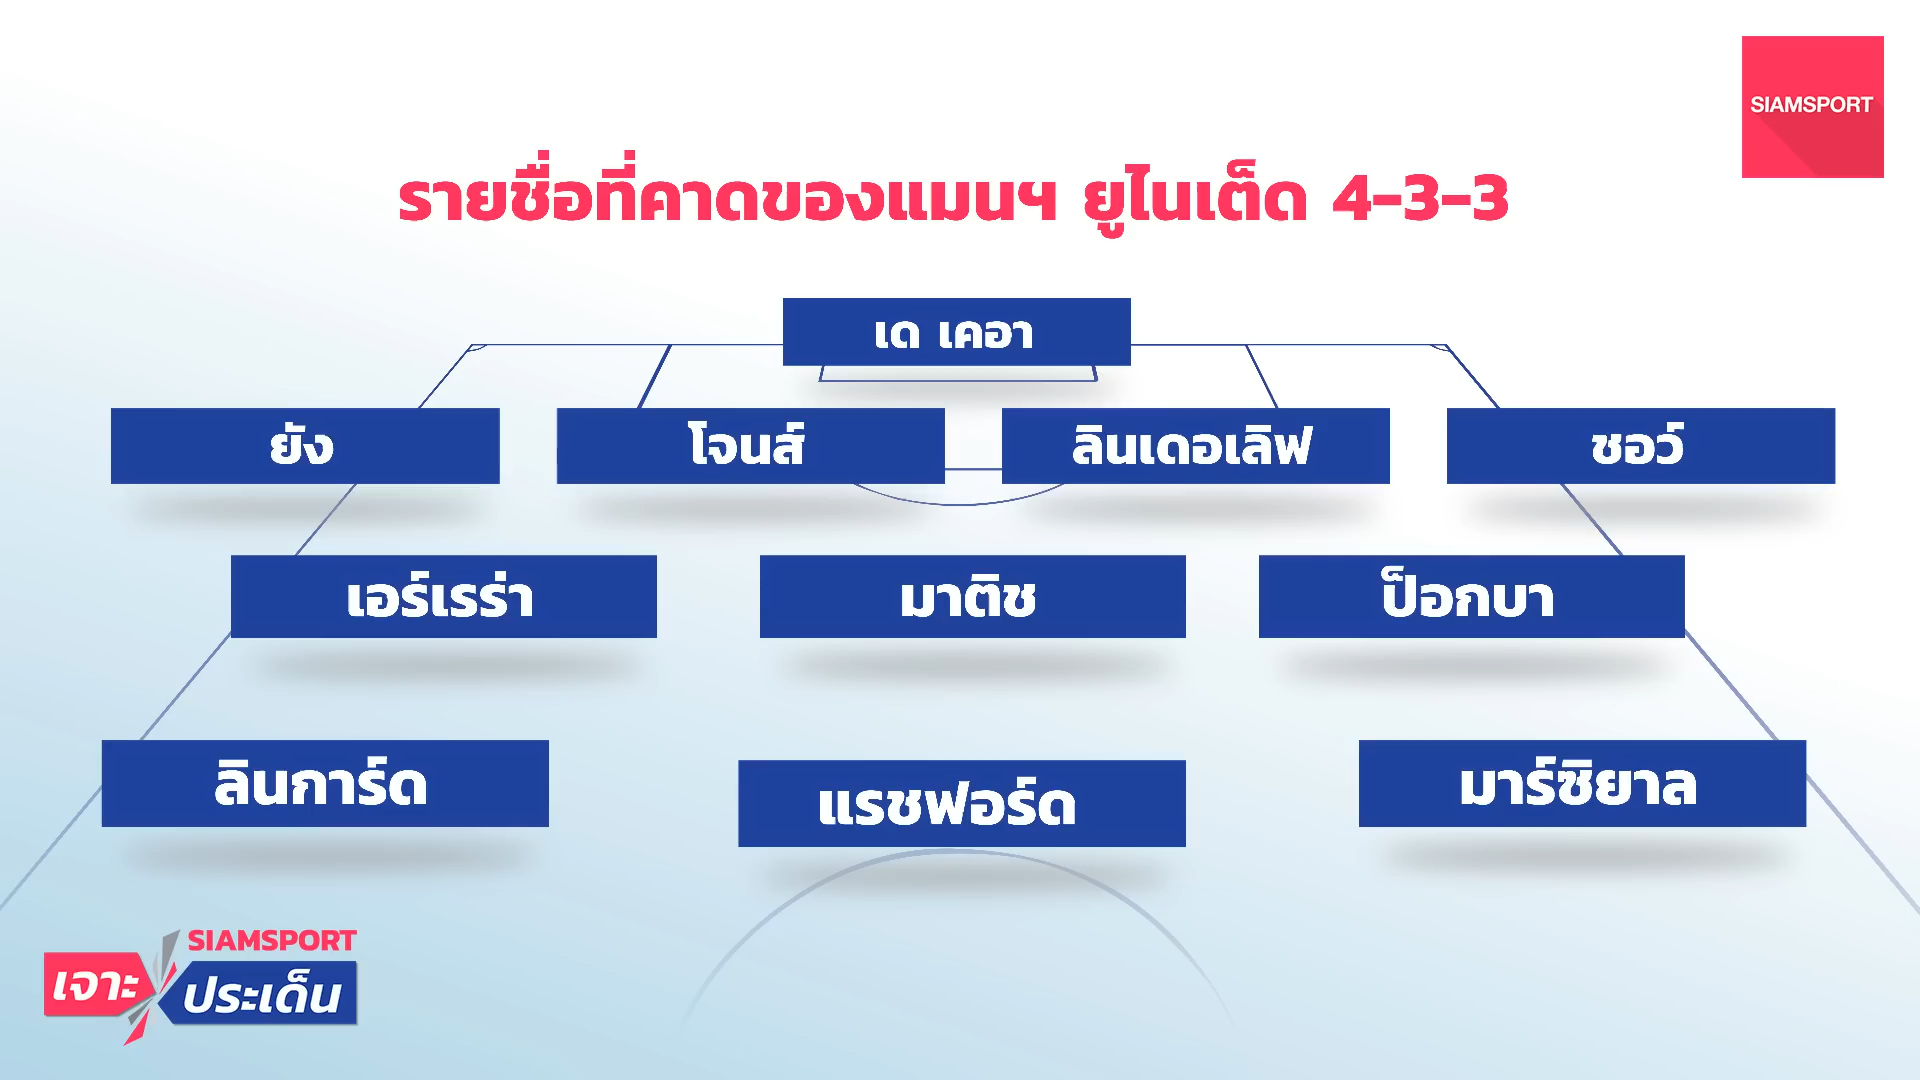 SIAMSPORT
รายชื่อที่คาดของแมนฯ ยูไนเต็ด 4-3-3
เด เคอา
ยัง โจนส์ ลินเดอเลิฟ ชอว์
เอร์เรร่า มาติช ป็อกบา
ลินการ์ด แรชฟอร์ด มาร์ซิยาล
SIAMSPORT
เจาะ ประเด็น